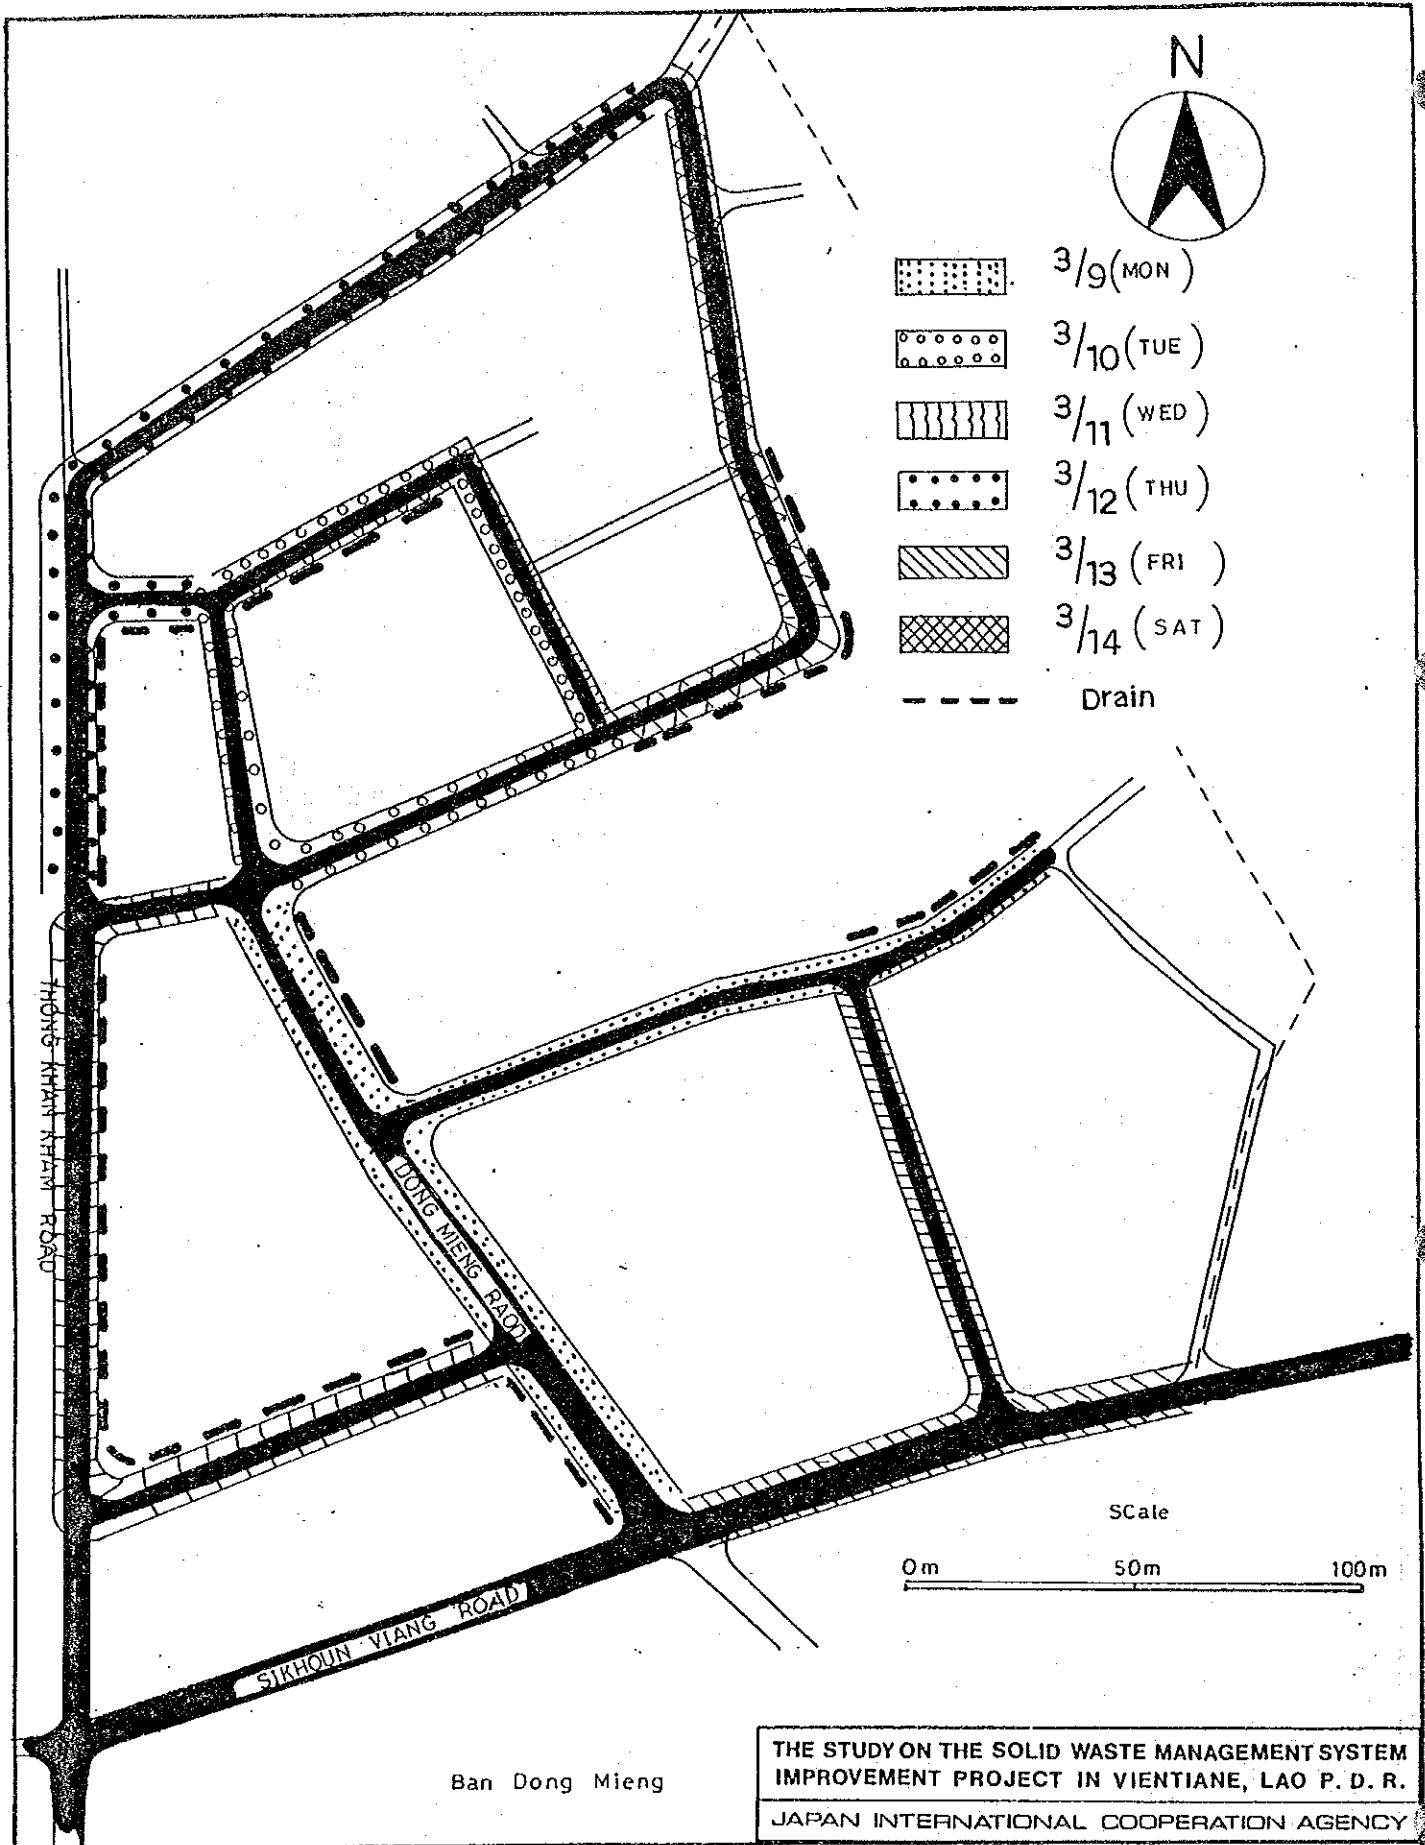 N
3/9 (MON)
3/10 (TUE)
3/11 (WED)
3/12 (THU)
3/13 (FRI)
3/14 (SAT)
Drain
THONG KHAN KHAM ROAD
DONG MIENG RAOD
SCale
0m 50m 100m
SIKHOUN VIANG ROAD
Ban Dong Mieng
THE STUDY ON THE SOLID WASTE MANAGEMENT SYSTEM
IMPROVEMENT PROJECT IN VIENTIANE, LAO P. D. R.
JAPAN INTERNATIONAL COOPERATION AGENCY